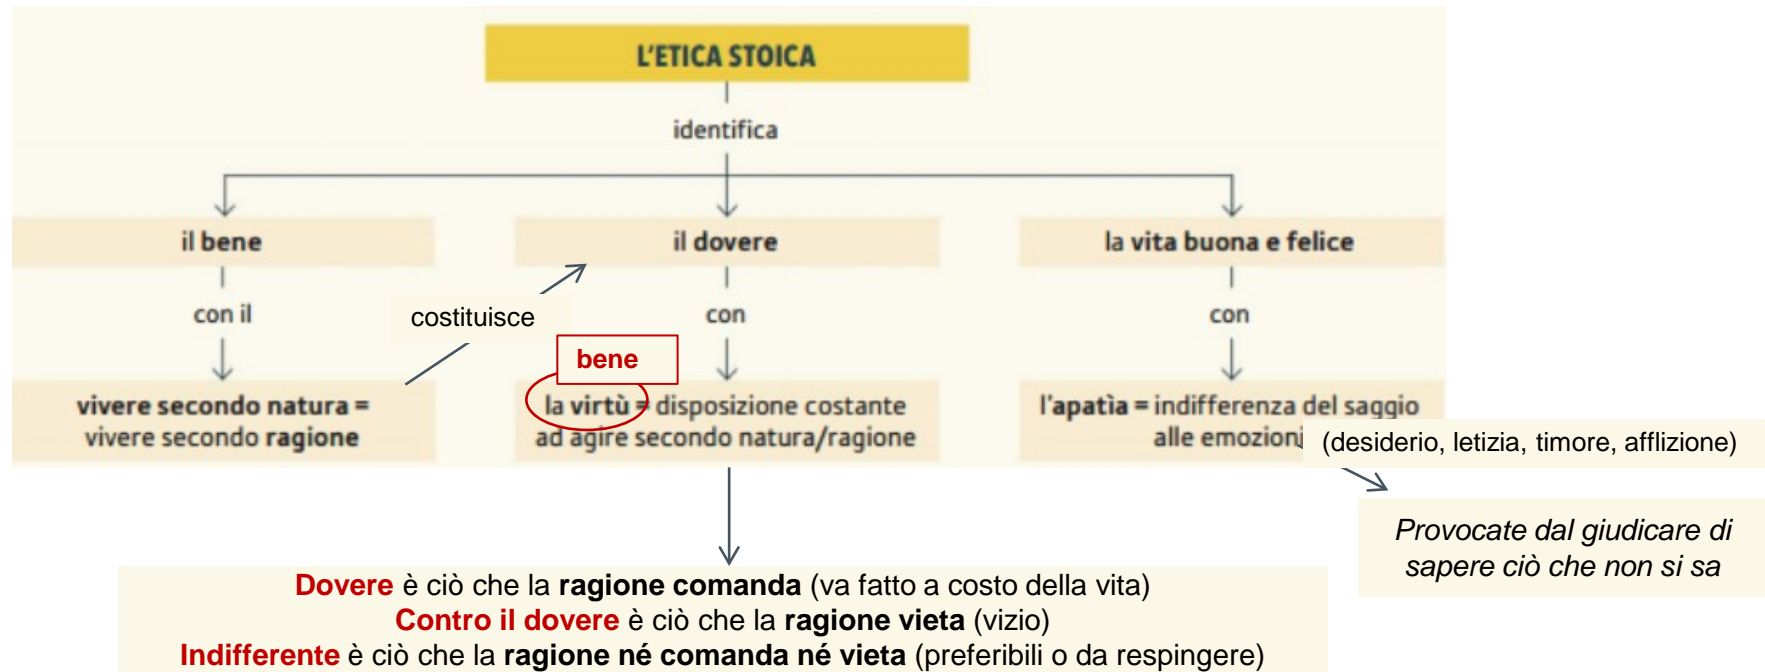 L'ETICA STOICA
identifica
il bene
il dovere
la vita buona e felice
con il
costituisce
con
con
bene
vivere secondo natura =
vivere secondo ragione
la virtù = disposizione costante
ad agire secondo natura/ragione
l'apatìa = indifferenza del saggio
alle emozioni
(desiderio, letizia, timore, afflizione)
Provocate dal giudicare di
sapere ciò che non si sa
Dovere è ciò che la ragione comanda (va fatto a costo della vita)
Contro il dovere è ciò che la ragione vieta (vizio)
Indifferente è ciò che la ragione né comanda né vieta (preferibili o da respingere)